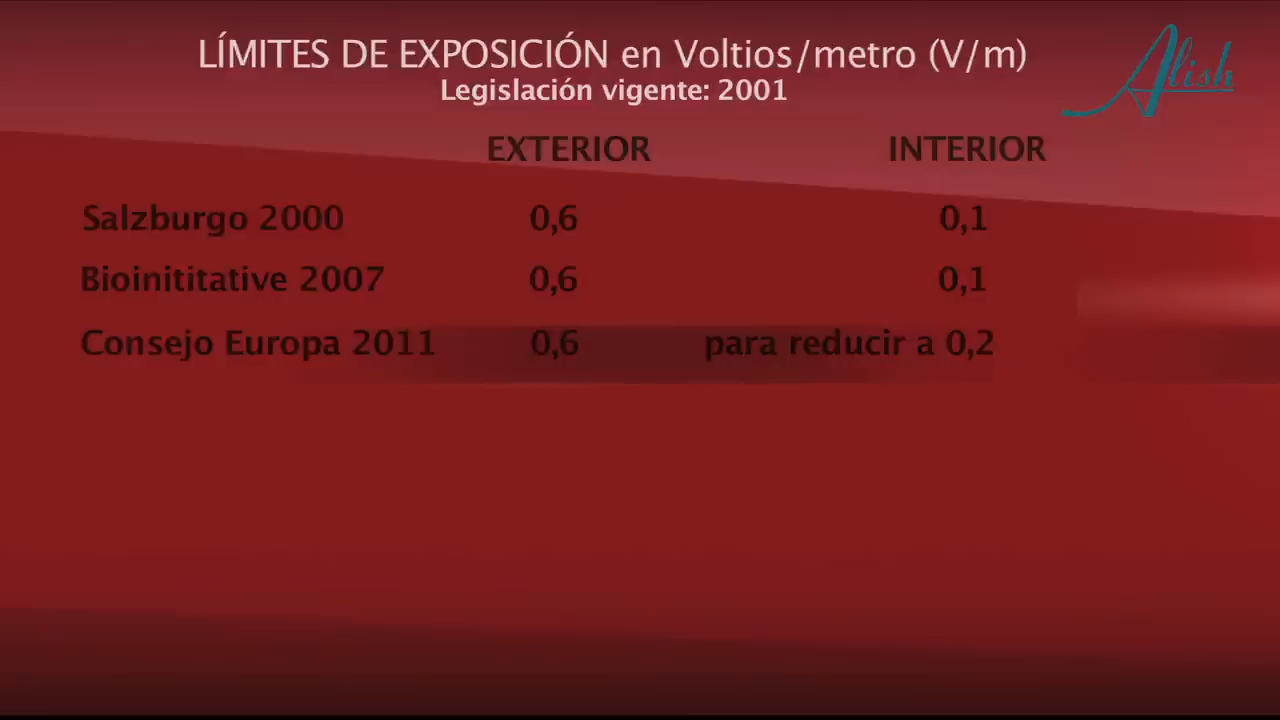 LÍMITES DE EXPOSICIÓN en Voltios/metro (V/m)
Legislación vigente: 2001
Alish
EXTERIOR INTERIOR
Salzburgo 2000 0,6 0,1
Bioinititative 2007 0,6 0,1
Consejo Europa 2011 0,6 para reducir a 0,2